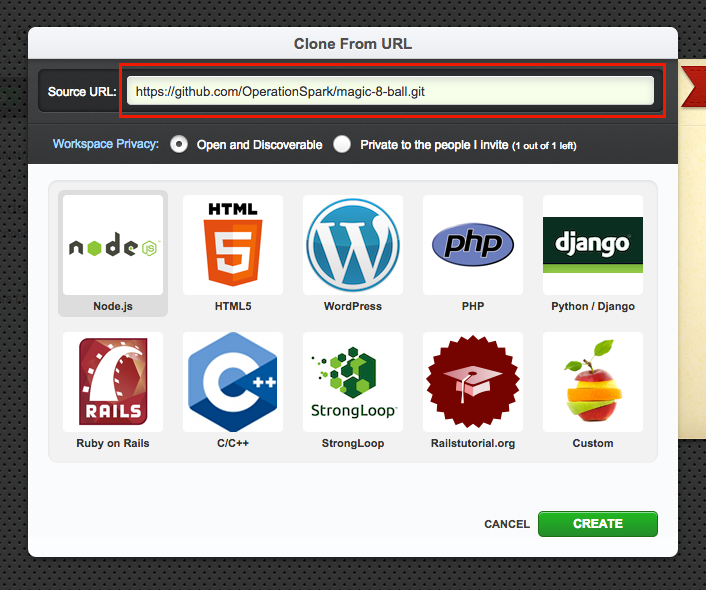 Clone From URL
Source URL: https://github.com/OperationSpark/magic-8-ball.git
Workspace Privacy: Open and Discoverable Private to the people I invite (1 out of 1 left)
node JS HTML 5 W php django
Node.js HTML5 WordPress PHP Python / Django
RAILS C++ StrongLoop
Ruby on Rails C/C++ StrongLoop Railstutorial.org Custom
CANCEL CREATE